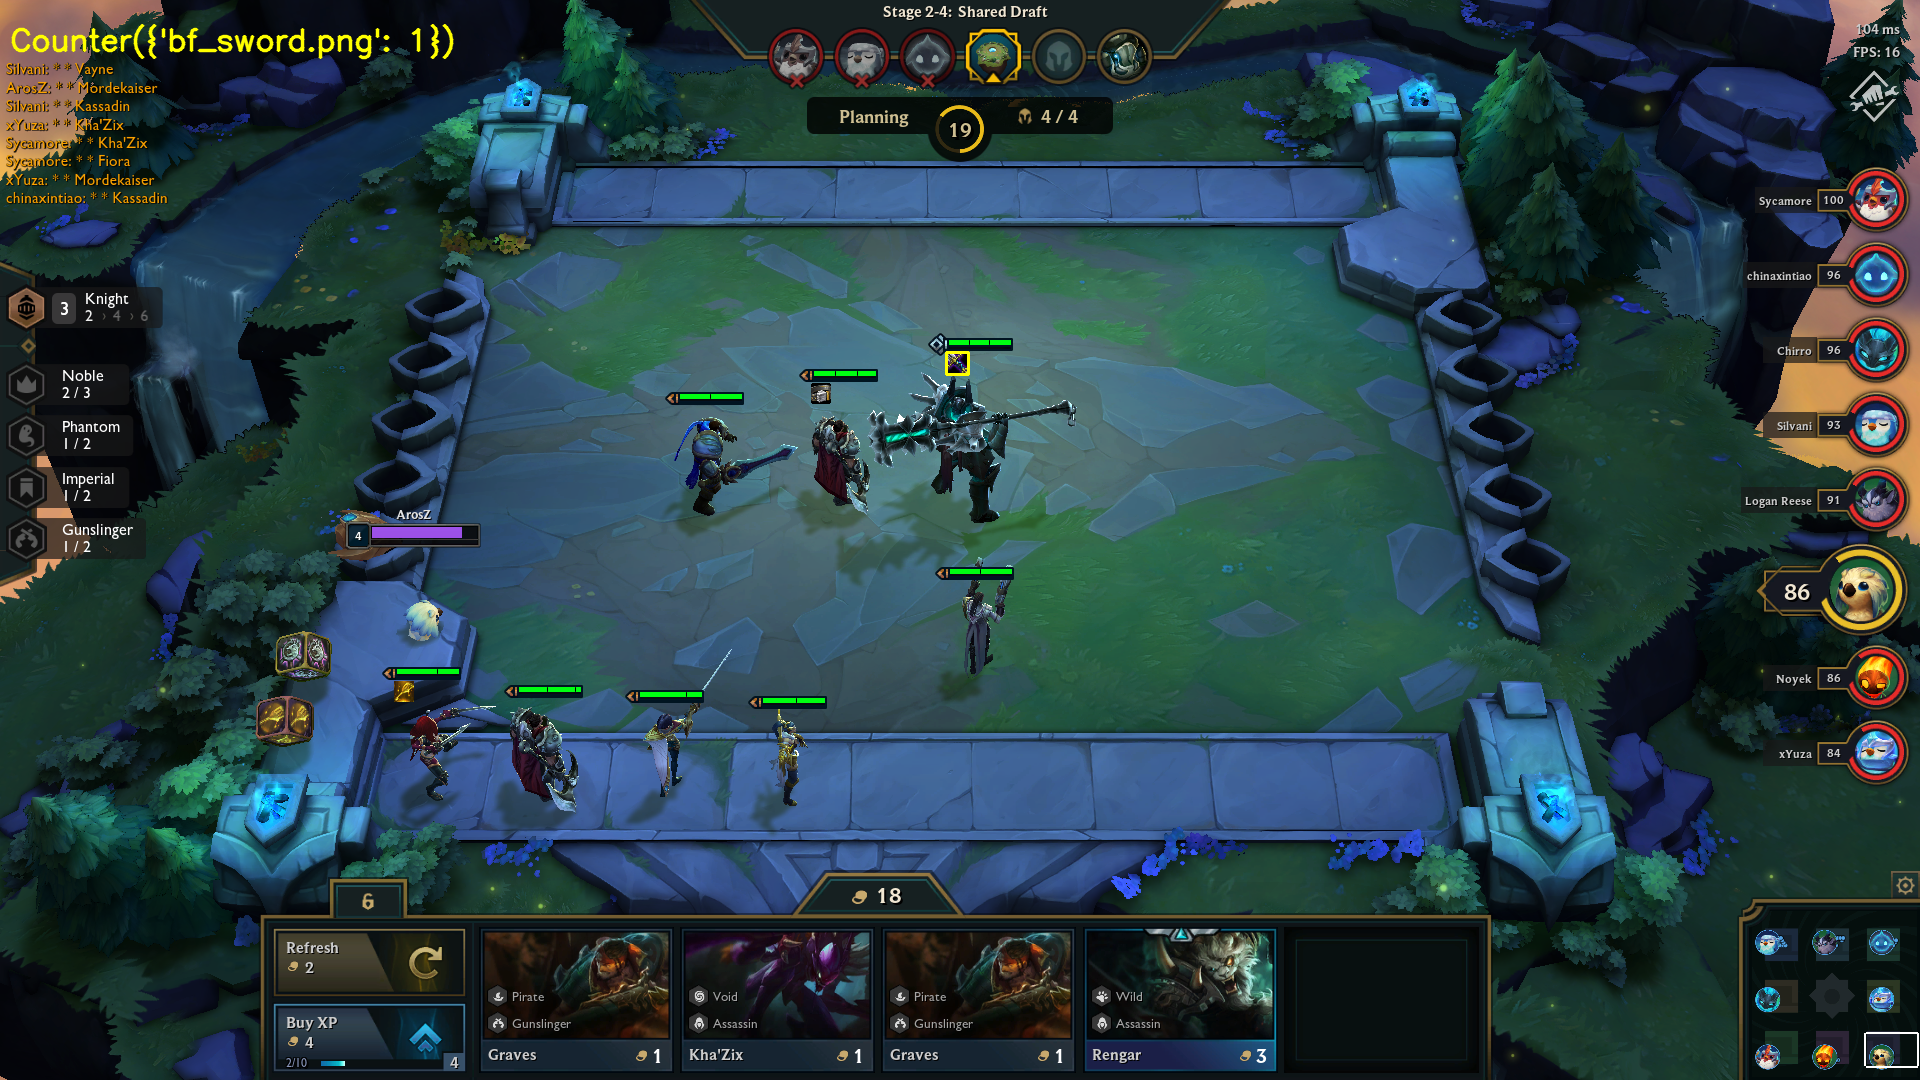 Stage 2-4: Shared Draft
Counter({'bf_sword.png': 1})
104 ms
FPS: 16
Silvani: * * Vayne
ArosZ: * * Mordekaiser
Silvani: * * Kassadin
xYuza: * * Kha'Zix
Sycamore: * * Kha'Zix
Sycamore: * * Fiora
xYuza: * * Mordekaiser
chinaxintiao: * * Kassadin
Planning
19
4 / 4
Sycamore 100
chinaxintiao 96
Chirro 96
Silvani 93
Logan Reese 91
86
Noyek 86
xYuza 84
3 Knight
2 › 4 › 6
Noble
2 / 3
Phantom
1 / 2
Imperial
1 / 2
Gunslinger
1 / 2
ArosZ
4
6
18
Refresh
2
Buy XP
4
2/10
4
Pirate
Gunslinger
Graves 1
Void
Assassin
Kha'Zix 1
Pirate
Gunslinger
Graves 1
Wild
Assassin
Rengar 3